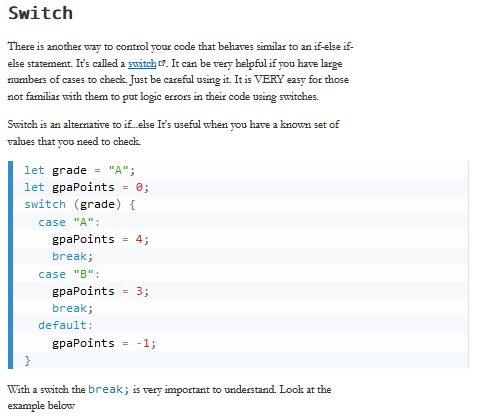 Switch
There is another way to control your code that behaves similar to an if-else if-
else statement. It's called a switch. It can be very helpful if you have large
numbers of cases to check. Just be careful using it. It is VERY easy for those
not familiar with them to put logic errors in their code using switches.
Switch is an alternative to if...else It's useful when you have a known set of
values that you need to check.
let grade = "A";
let gpaPoints = 0;
switch (grade) {
  case "A":
    gpaPoints = 4;
    break;
  case "B":
    gpaPoints = 3;
    break;
  default:
    gpaPoints = -1;
}
With a switch the break; is very important to understand. Look at the
example below